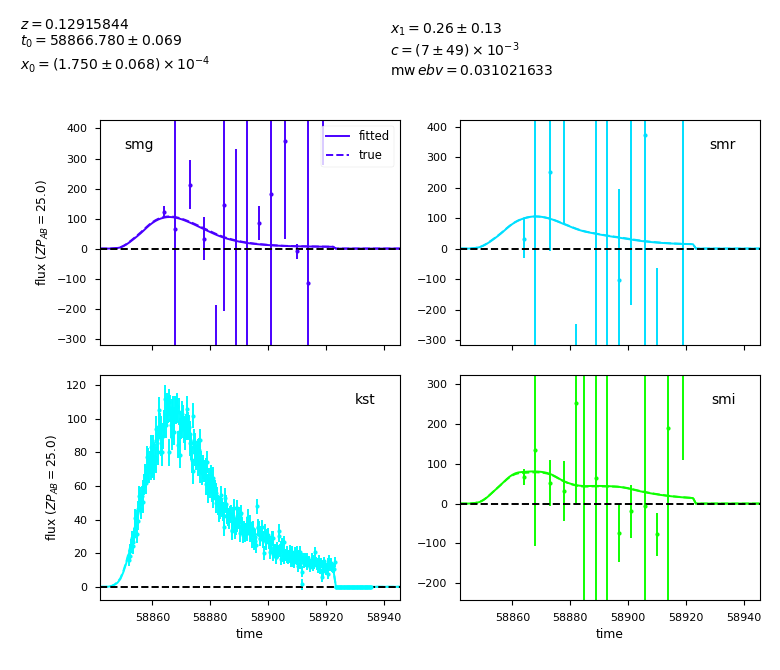 z = 0.12915844
t₀ = 58866.780 ± 0.069
x₀ = (1.750 ± 0.068) × 10⁻⁴
x₁ = 0.26 ± 0.13
c = (7 ± 49) × 10⁻³
mw ebv = 0.031021633
400
300
200
100
0
−100
−200
−300
flux (ZP_AB = 25.0)
smg
fitted
true
400
300
200
100
0
−100
−200
−300
smr
120
100
80
60
40
20
0
flux (ZP_AB = 25.0)
kst
58860
58880
58900
58920
58940
time
300
200
100
0
−100
−200
smi
58860
58880
58900
58920
58940
time